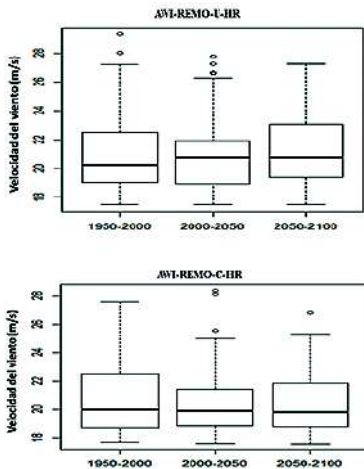 AWI-REMO-U-HR
Velocidad del viento(m/s)
28
26
24
22
20
18
1950-2000 2000-2050 2050-2100
AWI-REMO-C-HR
Velocidad del viento(m/s)
28
26
24
22
20
18
1950-2000 2000-2050 2050-2100